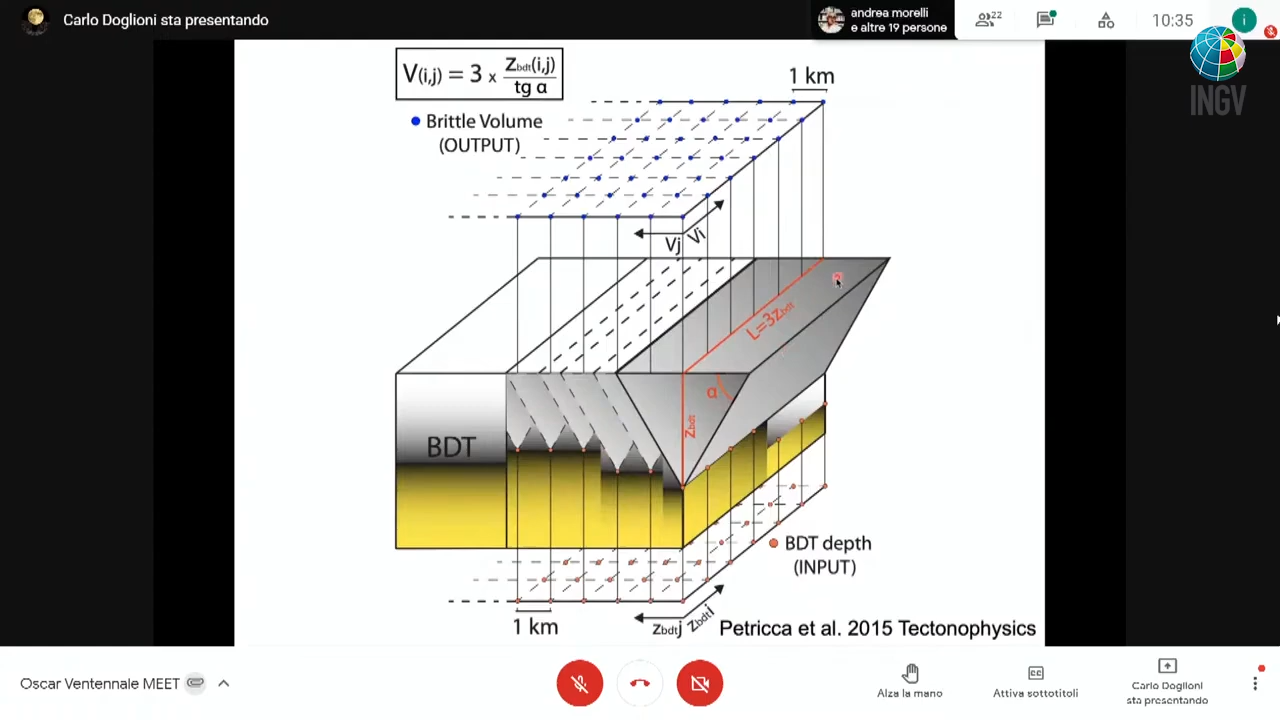 Carlo Doglioni sta presentando
andrea morelli
e altre 19 persone
22
10:35
i
INGV
V(i,j) = 3 x Zbdt(i,j)
tg α
1 km
Brittle Volume
(OUTPUT)
Vj
Vi
L=3Zbdt
α
Zbdt
BDT
BDT depth
(INPUT)
1 km
Zbdtj
Zbdti
Petricca et al. 2015 Tectonophysics
Oscar Ventennale MEET
Alza la mano
cc
Attiva sottotitoli
Carlo Doglioni
sta presentando